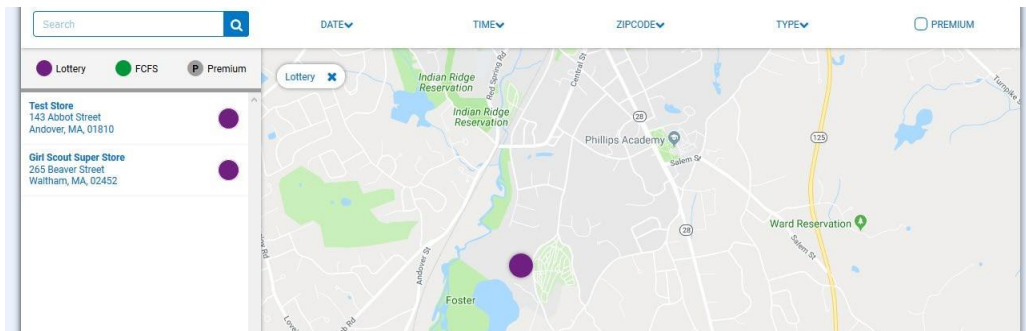 Search
DATE
TIME
ZIPCODE
TYPE
PREMIUM
Lottery
FCFS
P Premium
Test Store
143 Abbot Street
Andover, MA, 01810
Girl Scout Super Store
265 Beaver Street
Waltham, MA, 02452
Lottery
Indian Ridge
Reservation
Red Spring Rd
Central St
Indian Ridge
Reservation
28
Phillips Academy
Salem St
125
Turnpike S
28
Ward Reservation
Salem St
Andover St
Foster